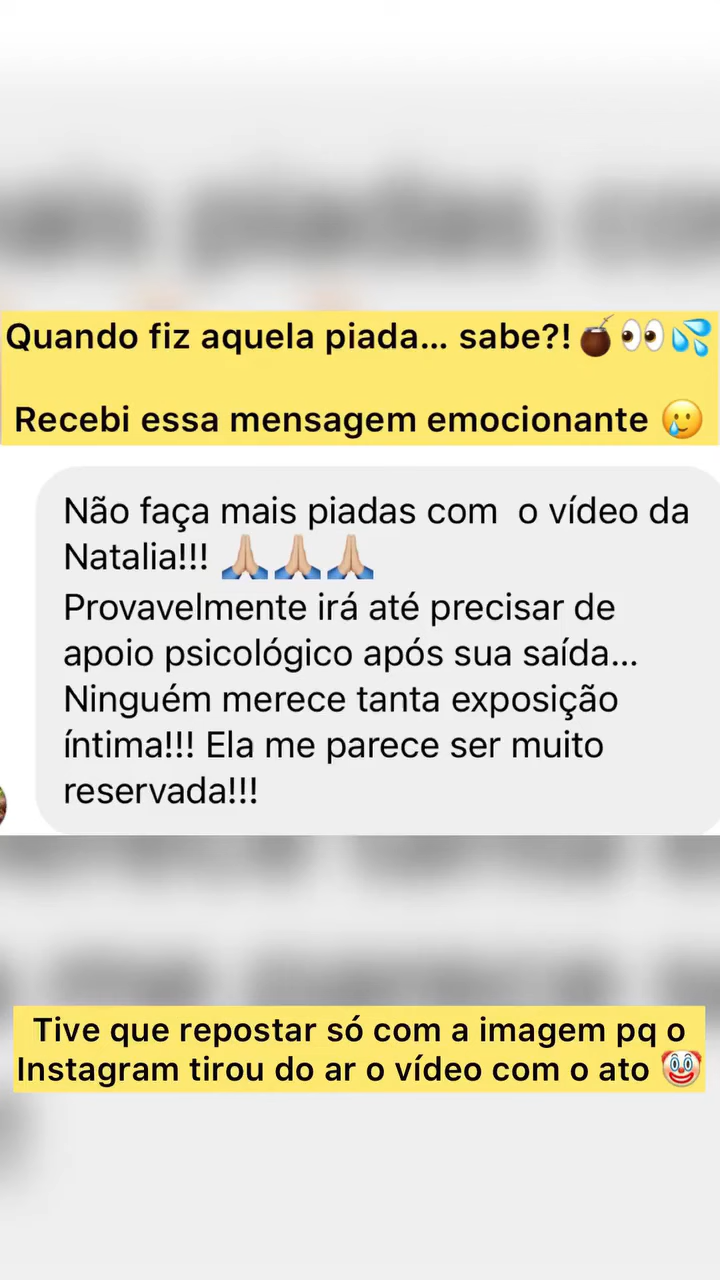 Quando fiz aquela piada... sabe?! 🧉👀💦
Recebi essa mensagem emocionante 🥲
Não faça mais piadas com o vídeo da
Natalia!!! 🙏🏼🙏🏼🙏🏼
Provavelmente irá até precisar de
apoio psicológico após sua saída...
Ninguém merece tanta exposição
íntima!!! Ela me parece ser muito
reservada!!!
Tive que repostar só com a imagem pq o
Instagram tirou do ar o vídeo com o ato 🤡